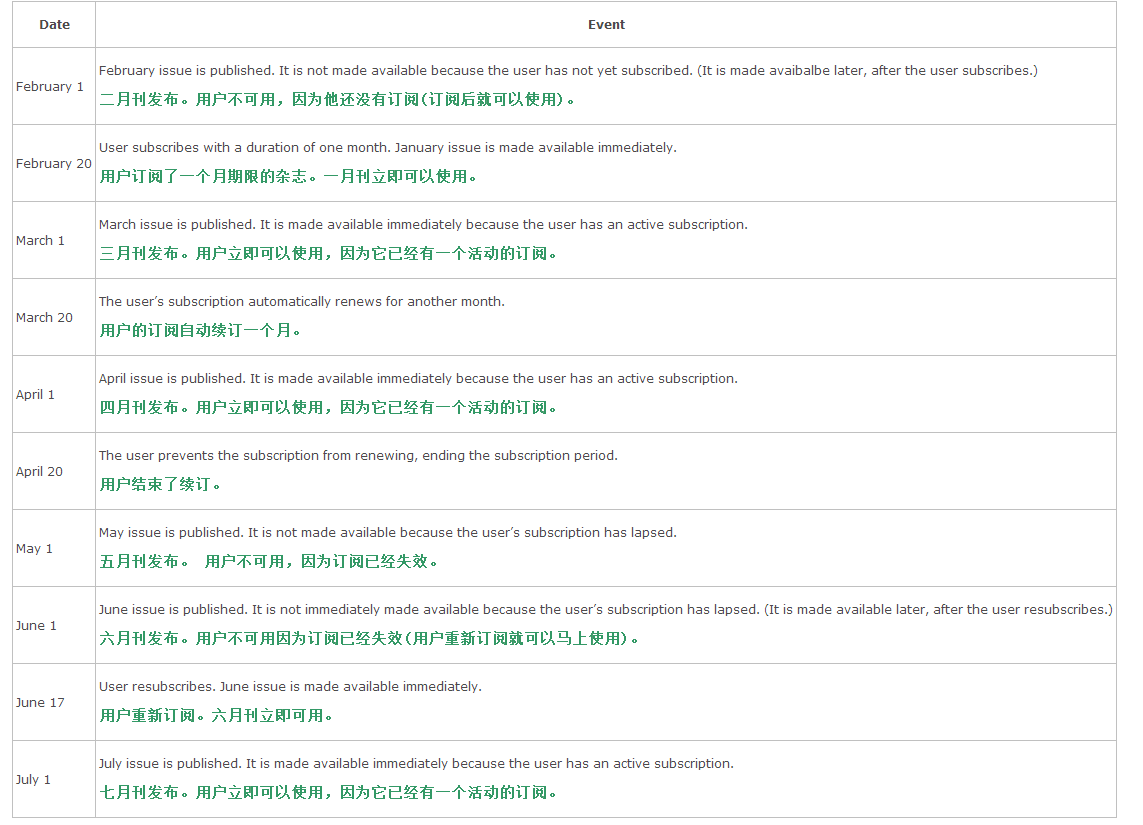 Date Event
February 1
February issue is published. It is not made available because the user has not yet subscribed. (It is made avaibalbe later, after the user subscribes.)
二月刊发布。用户不可用，因为他还没有订阅(订阅后就可以使用)。
February 20
User subscribes with a duration of one month. January issue is made available immediately.
用户订阅了一个月期限的杂志。一月刊立即可以使用。
March 1
March issue is published. It is made available immediately because the user has an active subscription.
三月刊发布。用户立即可以使用，因为它已经有一个活动的订阅。
March 20
The user's subscription automatically renews for another month.
用户的订阅自动续订一个月。
April 1
April issue is published. It is made available immediately because the user has an active subscription.
四月刊发布。用户立即可以使用，因为它已经有一个活动的订阅。
April 20
The user prevents the subscription from renewing, ending the subscription period.
用户结束了续订。
May 1
May issue is published. It is not made available because the user's subscription has lapsed.
五月刊发布。 用户不可用，因为订阅已经失效。
June 1
June issue is published. It is not immediately made available because the user's subscription has lapsed. (It is made available later, after the user resubscribes.)
六月刊发布。用户不可用因为订阅已经失效(用户重新订阅就可以马上使用)。
June 17
User resubscribes. June issue is made available immediately.
用户重新订阅。六月刊立即可用。
July 1
July issue is published. It is made available immediately because the user has an active subscription.
七月刊发布。用户立即可以使用，因为它已经有一个活动的订阅。